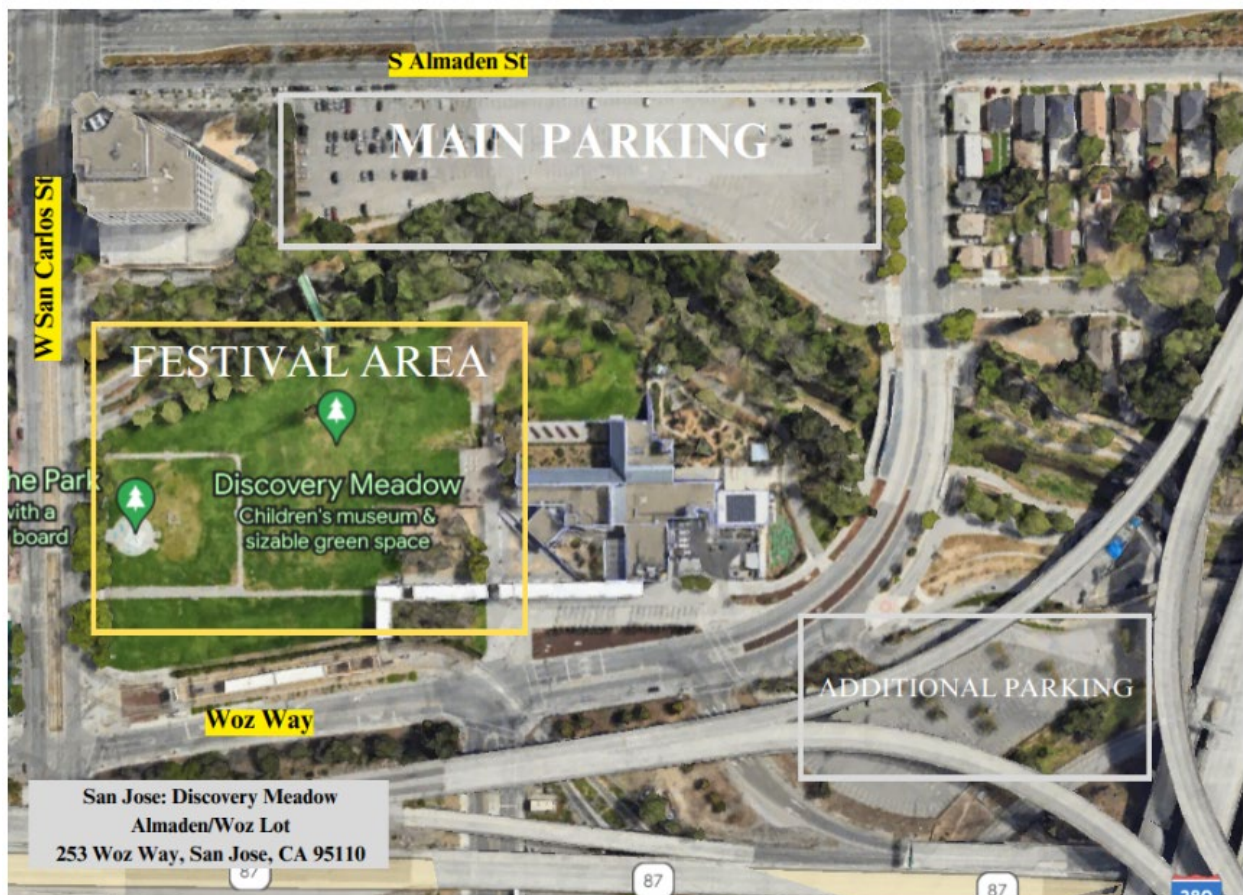 S Almaden St
MAIN PARKING
W San Carlos St
FESTIVAL AREA
he Park
with a
board
Discovery Meadow
Children's museum &
sizable green space
ADDITIONAL PARKING
Woz Way
San Jose: Discovery Meadow
Almaden/Woz Lot
253 Woz Way, San Jose, CA 95110
87
87
87
280